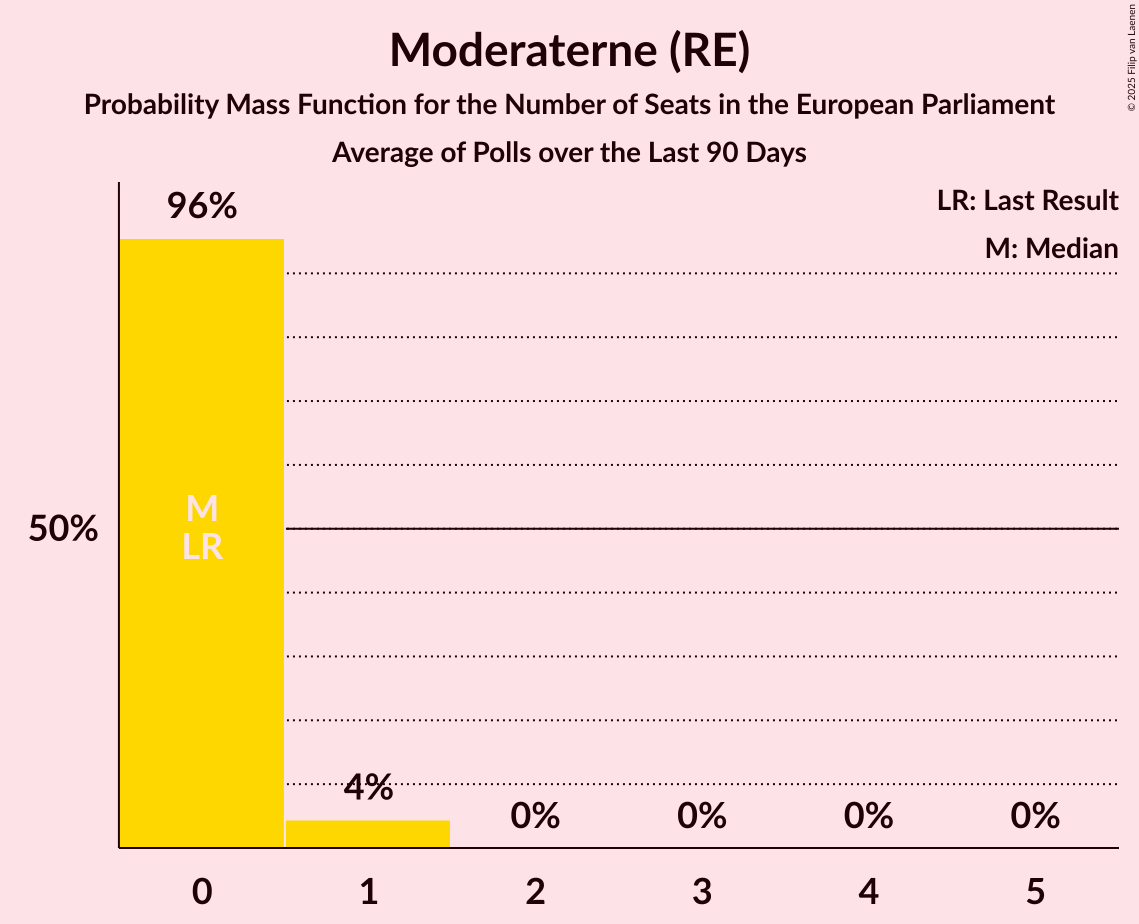 Moderaterne (RE)
Probability Mass Function for the Number of Seats in the European Parliament
Average of Polls over the Last 90 Days
© 2025 Filip van Laenen
LR: Last Result
M: Median
96%
M
LR
50%
4%
0%
0%
0%
0%
0
1
2
3
4
5